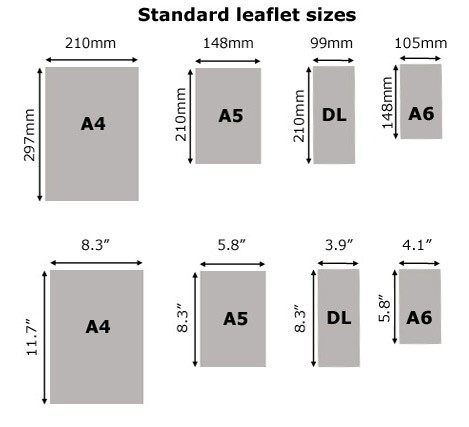 Standard leaflet sizes
210mm
148mm
99mm
105mm
297mm
A4
210mm
A5
210mm
DL
148mm
A6
8.3″
5.8″
3.9″
4.1″
11.7″
A4
8.3″
A5
8.3″
DL
5.8″
A6